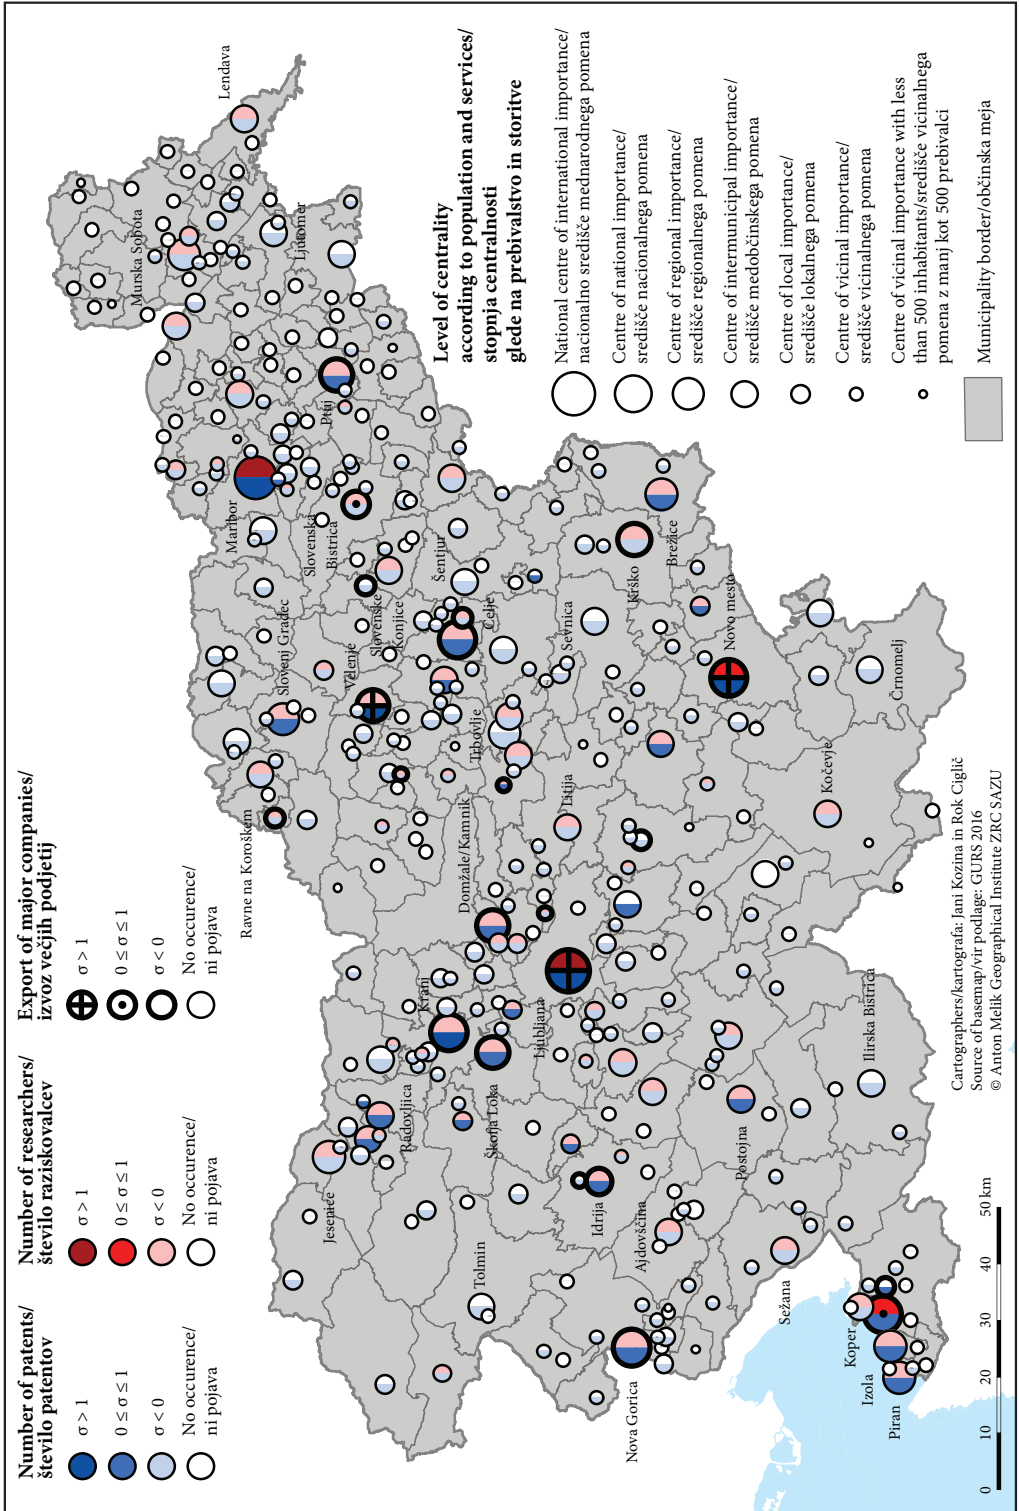 Number of patents/
število patentov
σ > 1
0 ≤ σ ≤ 1
σ < 0
No occurence/
ni pojava
Number of researchers/
število raziskovalcev
σ > 1
0 ≤ σ ≤ 1
σ < 0
No occurence/
ni pojava
Export of major companies/
izvoz večjih podjetij
σ > 1
0 ≤ σ ≤ 1
σ < 0
No occurence/
ni pojava
Lendava
Murska Sobota
Ljutomer
Ptuj
Maribor
Slovenska
Bistrica
Slovenj Gradec
Ravne na Koroškem
Velenje
Slovenske
Konjice
Šentjur
Celje
Sevnica
Krško
Brežice
Novo mesto
Črnomelj
Kočevje
Trbovlje
Litija
Domžale/Kamnik
Kranj
Ljubljana
Radovljica
Škofja Loka
Jesenice
Tolmin
Idrija
Ajdovščina
Nova Gorica
Postojna
Ilirska Bistrica
Sežana
Koper
Izola
Piran
Level of centrality
according to population and services/
stopnja centralnosti
glede na prebivalstvo in storitve
National centre of international importance/
nacionalno središče mednarodnega pomena
Centre of national importance/
središče nacionalnega pomena
Centre of regional importance/
središče regionalnega pomena
Centre of intermunicipal importance/
središče medobčinskega pomena
Centre of local importance/
središče lokalnega pomena
Centre of vicinal importance/
središče vicinalnega pomena
Centre of vicinal importance with less
than 500 inhabitants/središče vicinalnega
pomena z manj kot 500 prebivalci
Municipality border/občinska meja
0 10 20 30 40 50 km
Cartographers/kartografa: Jani Kozina in Rok Ciglič
Source of basemap/vir podlage: GURS 2016
© Anton Melik Geographical Institute ZRC SAZU